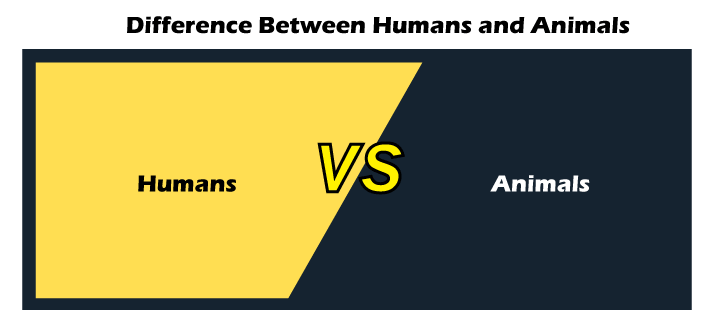 Difference Between Humans and Animals
Humans
VS
Animals